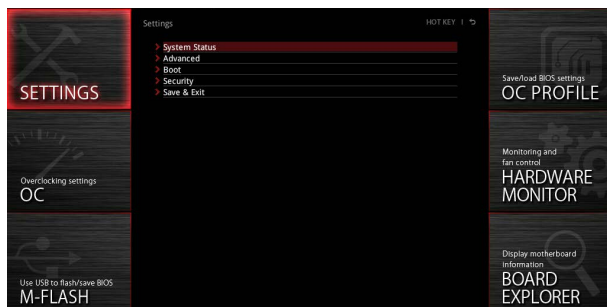 Settings
HOT KEY | ↩
System Status
Advanced
Boot
Security
Save & Exit
SETTINGS
Overclocking settings
OC
Use USB to flash/save BIOS
M-FLASH
Save/load BIOS settings
OC PROFILE
Monitoring and
fan control
HARDWARE
MONITOR
Display motherboard
information
BOARD
EXPLORER